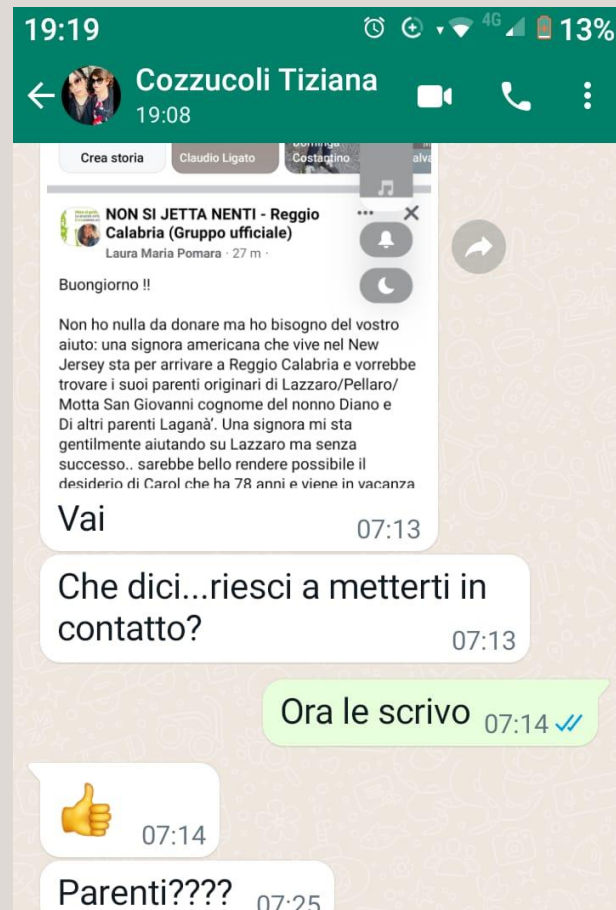 19:19
4G 13%
Cozzucoli Tiziana
19:08
Crea storia
Claudio Ligato
Costantino
NON SI JETTA NENTI - Reggio
Calabria (Gruppo ufficiale)
Laura Maria Pomara · 27 m ·
Buongiorno !!
Non ho nulla da donare ma ho bisogno del vostro
aiuto: una signora americana che vive nel New
Jersey sta per arrivare a Reggio Calabria e vorrebbe
trovare i suoi parenti originari di Lazzaro/Pellaro/
Motta San Giovanni cognome del nonno Diano e
Di altri parenti Laganà'. Una signora mi sta
gentilmente aiutando su Lazzaro ma senza
successo.. sarebbe bello rendere possibile il
desiderio di Carol che ha 78 anni e viene in vacanza
Vai
07:13
Che dici...riesci a metterti in
contatto?
07:13
Ora le scrivo 07:14
👍 07:14
Parenti???? 07:25